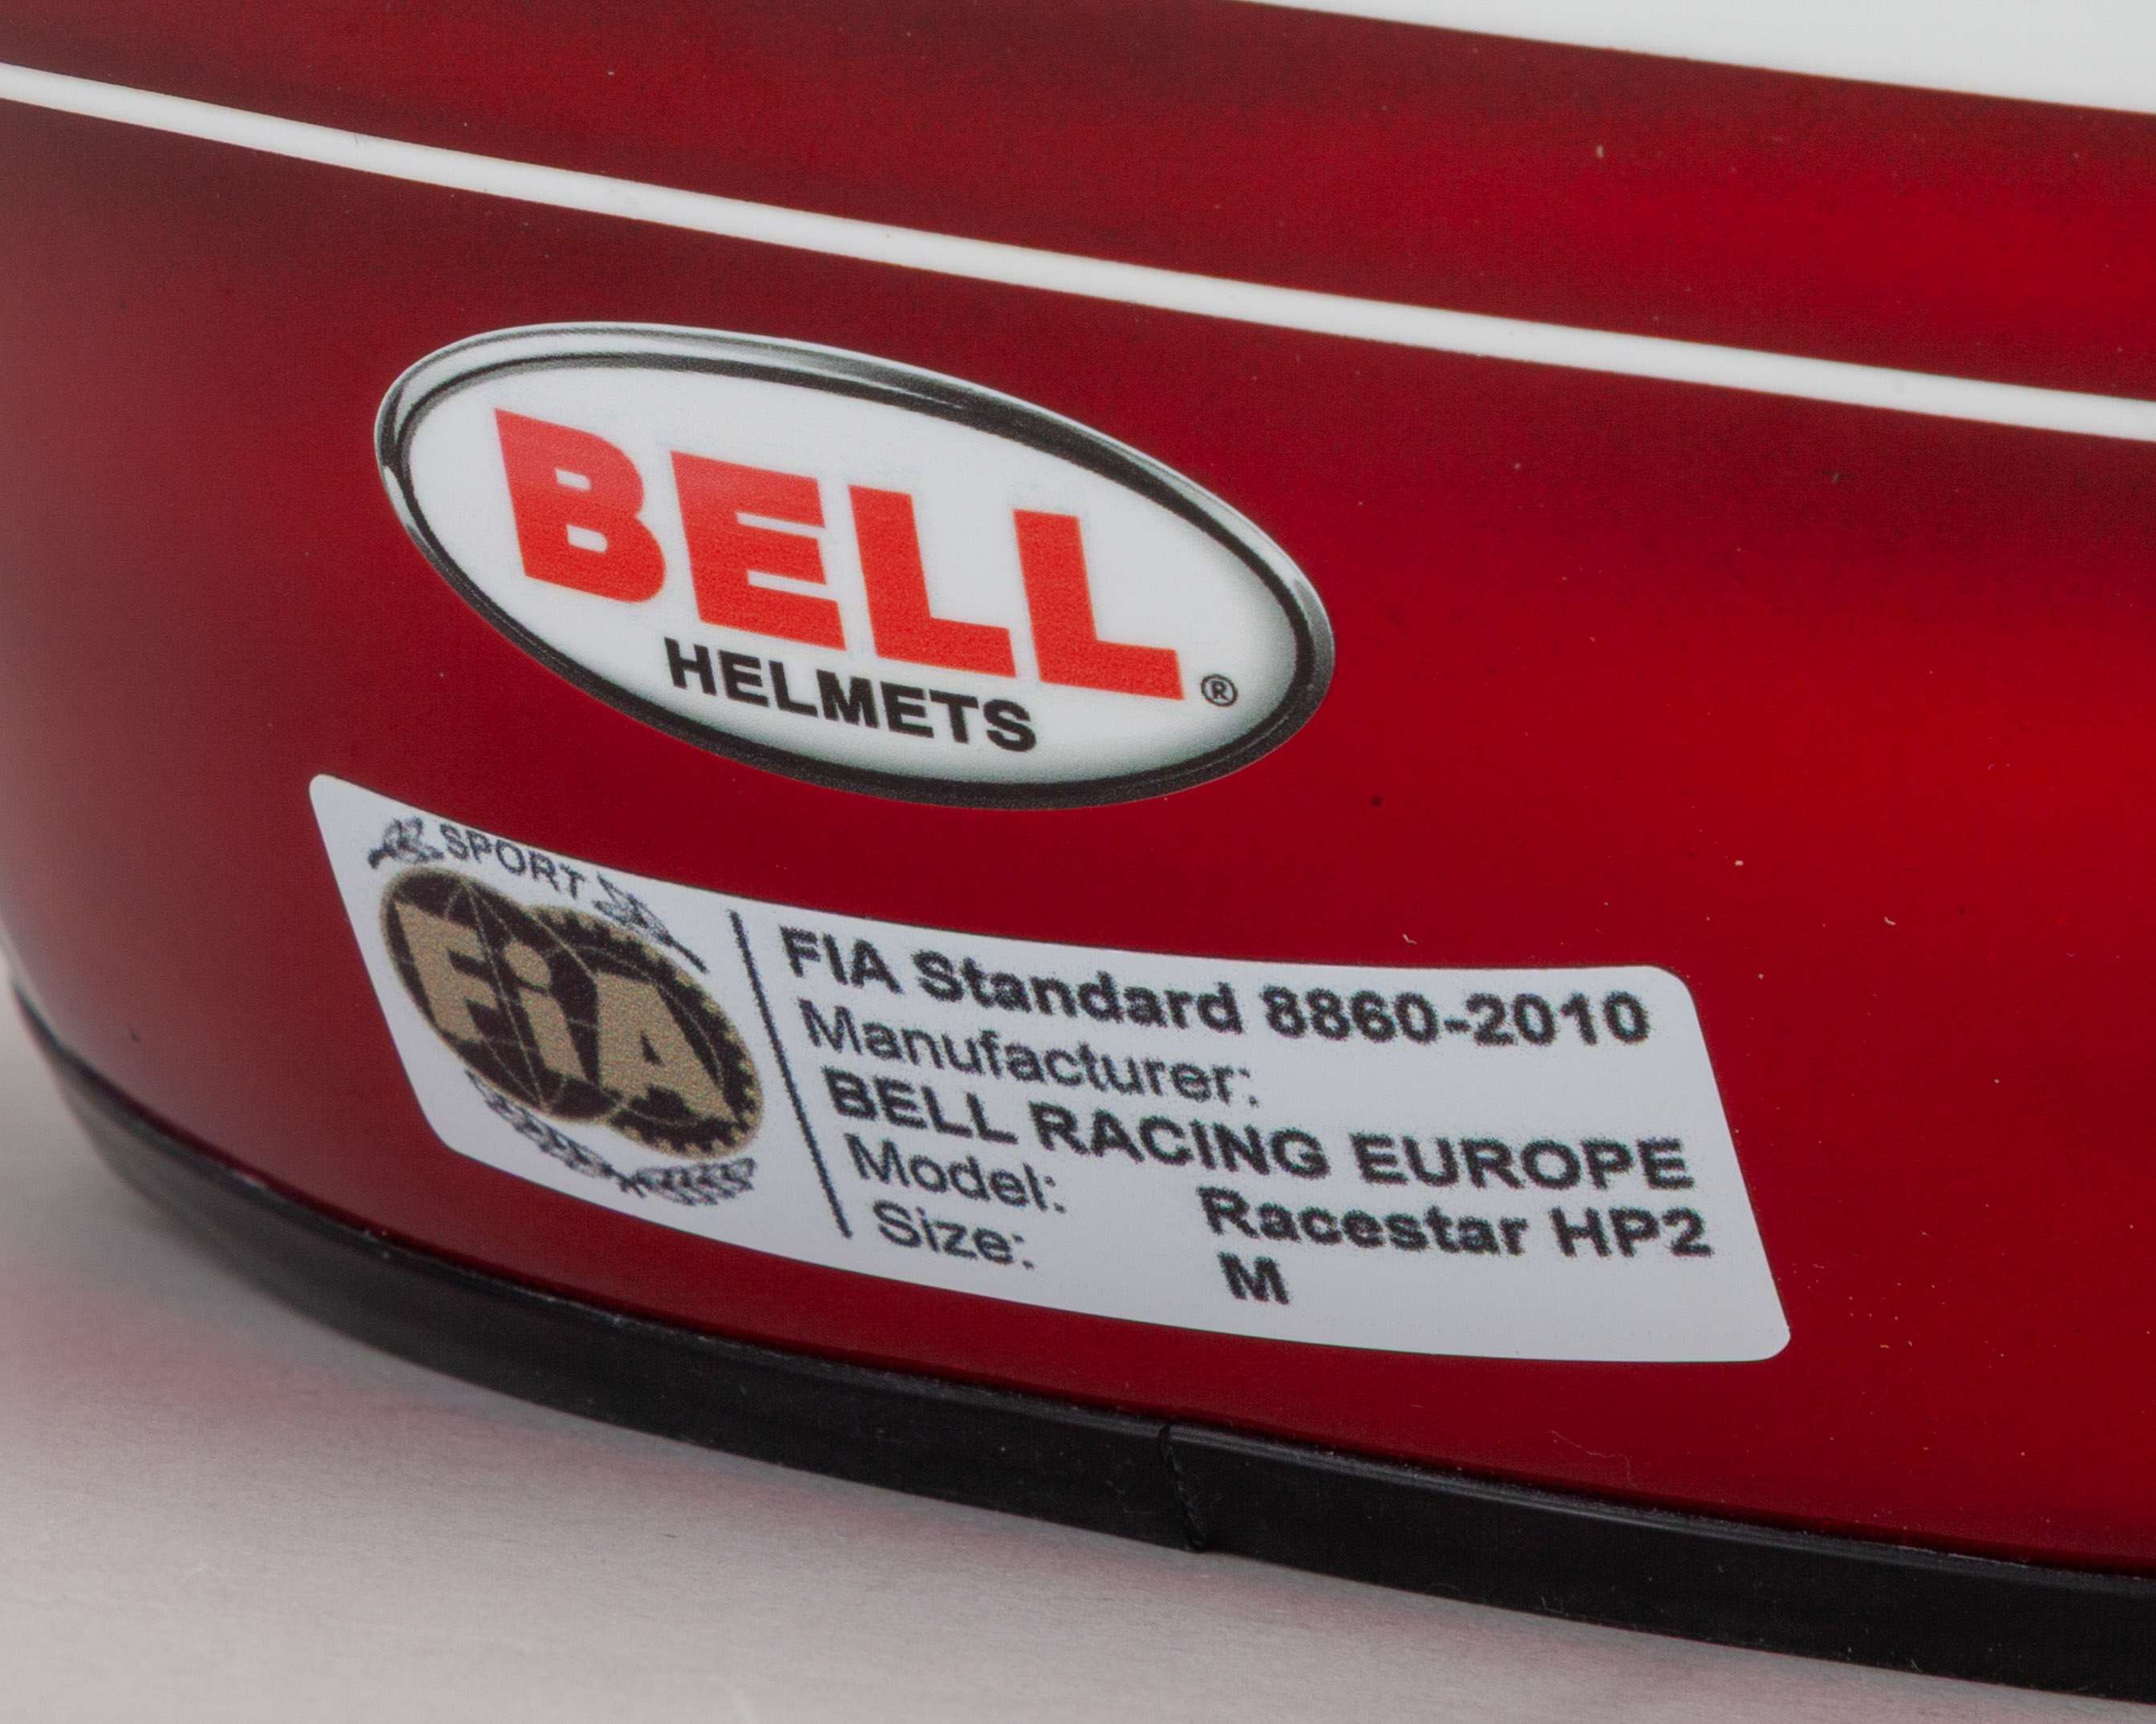 BELL®
HELMETS
SPORT
FiA
FIA Standard 8860-2010
Manufacturer:
BELL RACING EUROPE
Model: Racestar HP2
Size: M